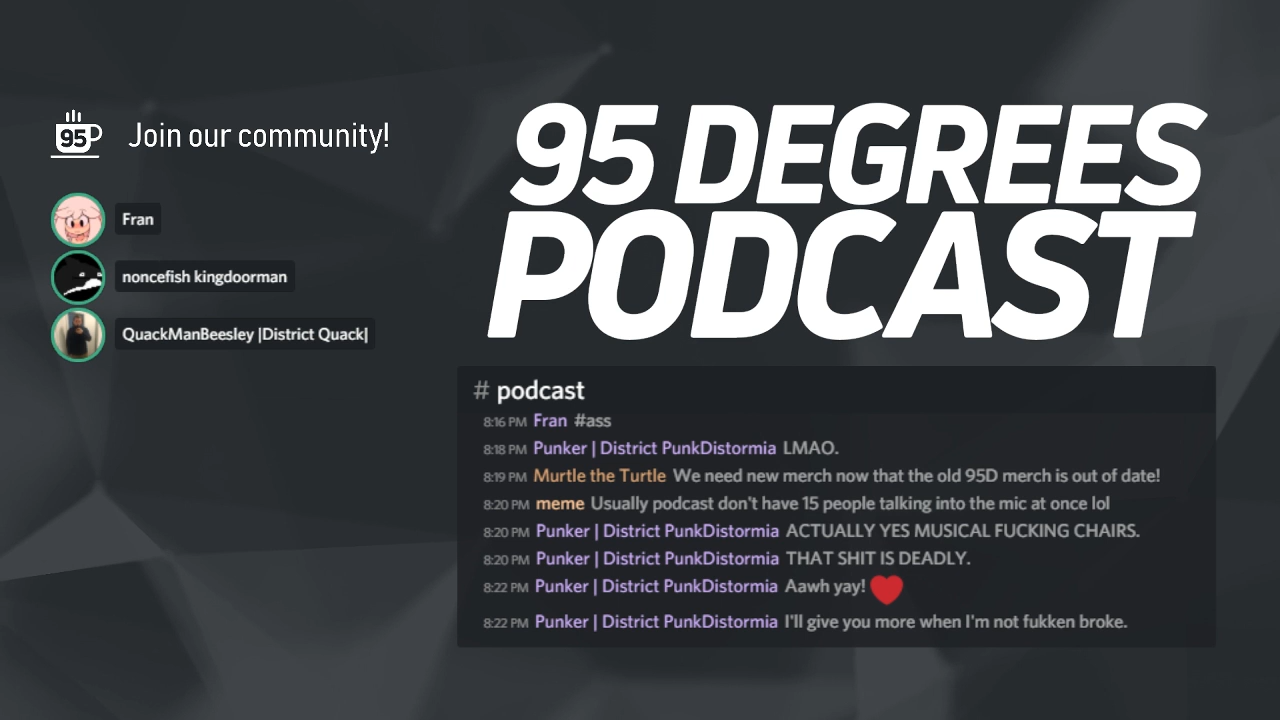 95
Join our community!
Fran
noncefish kingdoorman
QuackManBeesley |District Quack|
95 DEGREES
PODCAST
# podcast
8:16 PM Fran #ass
8:18 PM Punker | District PunkDistormia LMAO.
8:19 PM Murtle the Turtle We need new merch now that the old 95D merch is out of date!
8:20 PM meme Usually podcast don't have 15 people talking into the mic at once lol
8:20 PM Punker | District PunkDistormia ACTUALLY YES MUSICAL FUCKING CHAIRS.
8:20 PM Punker | District PunkDistormia THAT SHIT IS DEADLY.
8:22 PM Punker | District PunkDistormia Aawh yay! ❤
8:22 PM Punker | District PunkDistormia I'll give you more when I'm not fukken broke.